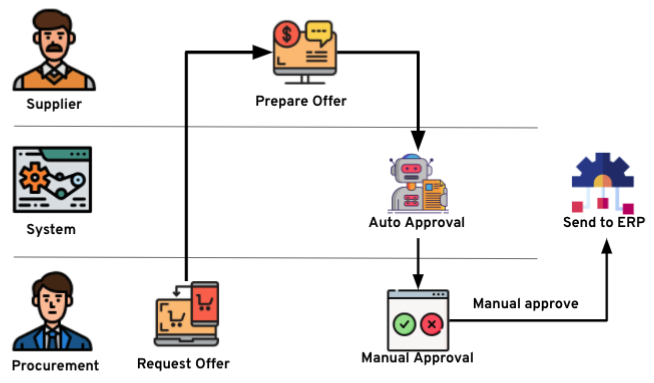 Supplier
Prepare Offer
System
Auto Approval
Send to ERP
Manual approve
Procurement
Request Offer
Manual Approval